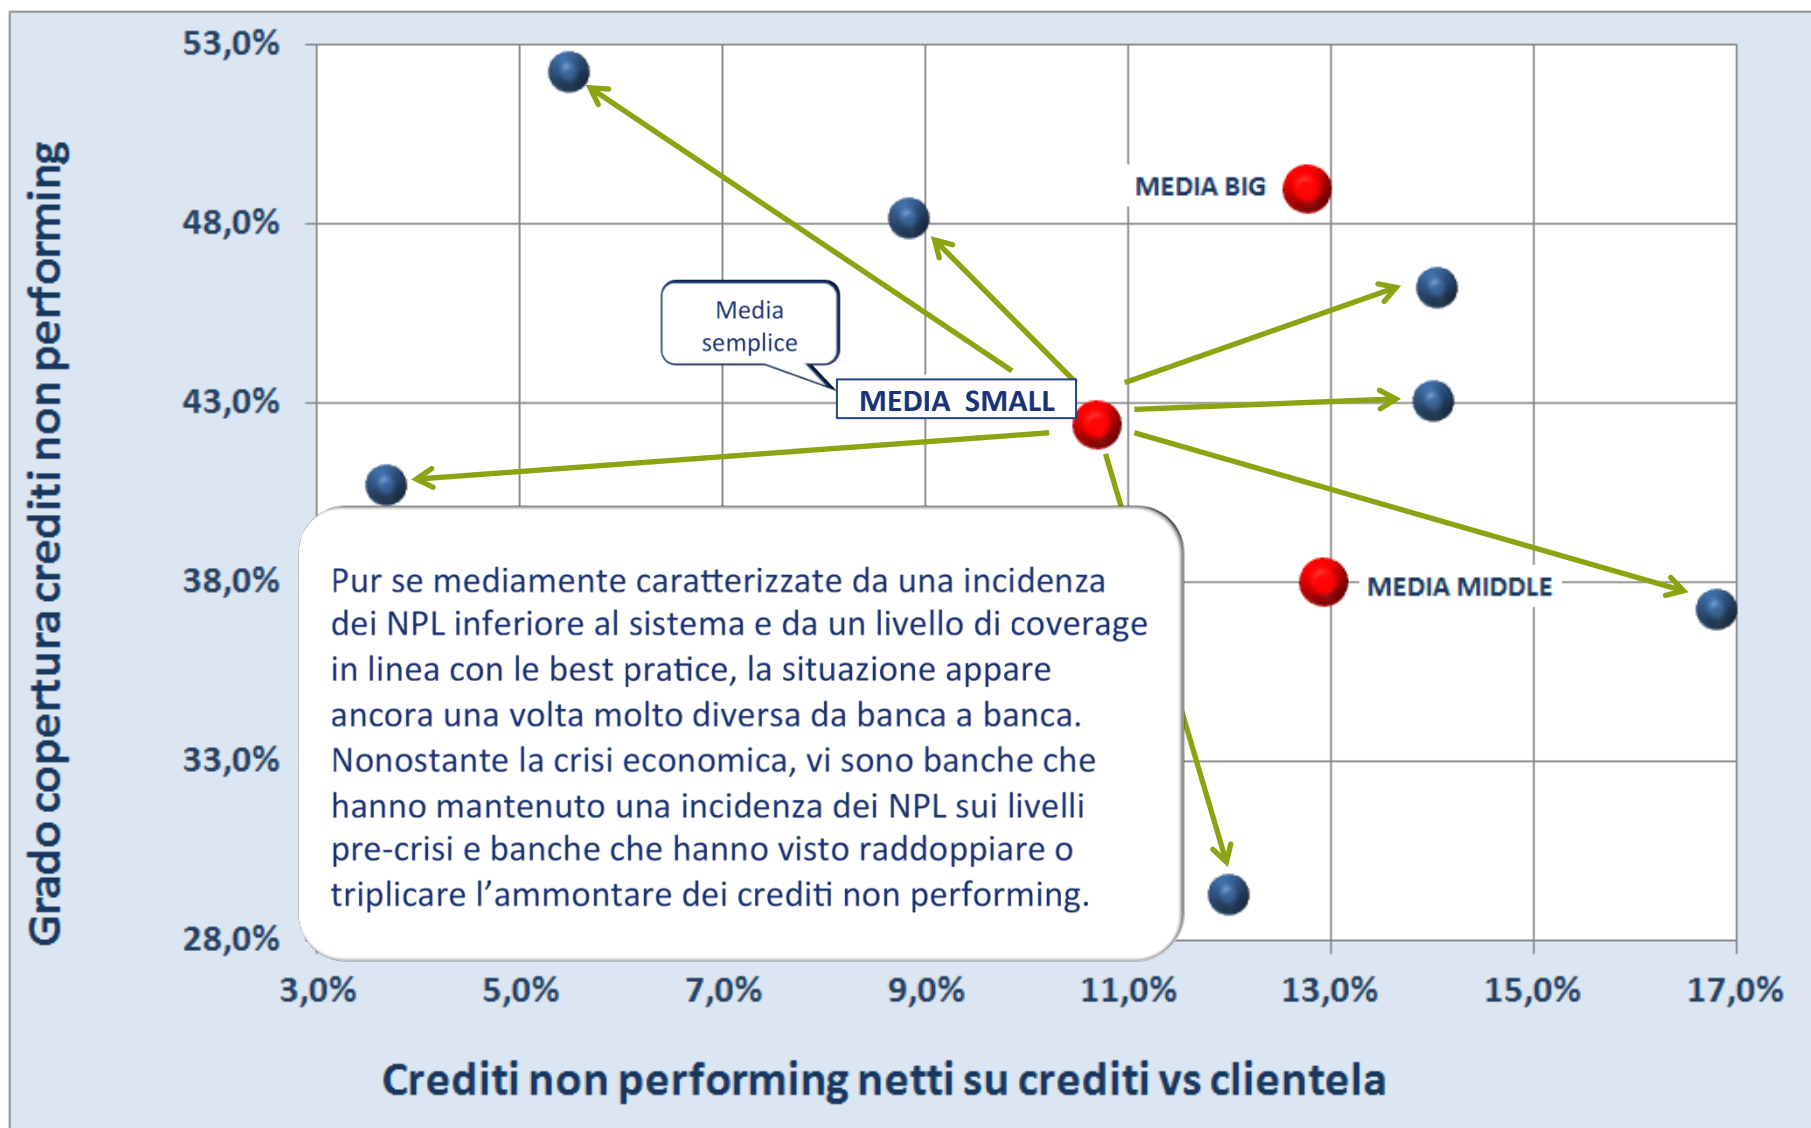 53,0%
48,0%
43,0%
38,0%
33,0%
28,0%
Grado copertura crediti non performing
MEDIA BIG
Media
semplice
MEDIA SMALL
MEDIA MIDDLE
Pur se mediamente caratterizzate da una incidenza
dei NPL inferiore al sistema e da un livello di coverage
in linea con le best pratice, la situazione appare
ancora una volta molto diversa da banca a banca.
Nonostante la crisi economica, vi sono banche che
hanno mantenuto una incidenza dei NPL sui livelli
pre-crisi e banche che hanno visto raddoppiare o
triplicare l’ammontare dei crediti non performing.
3,0% 5,0% 7,0% 9,0% 11,0% 13,0% 15,0% 17,0%
Crediti non performing netti su crediti vs clientela